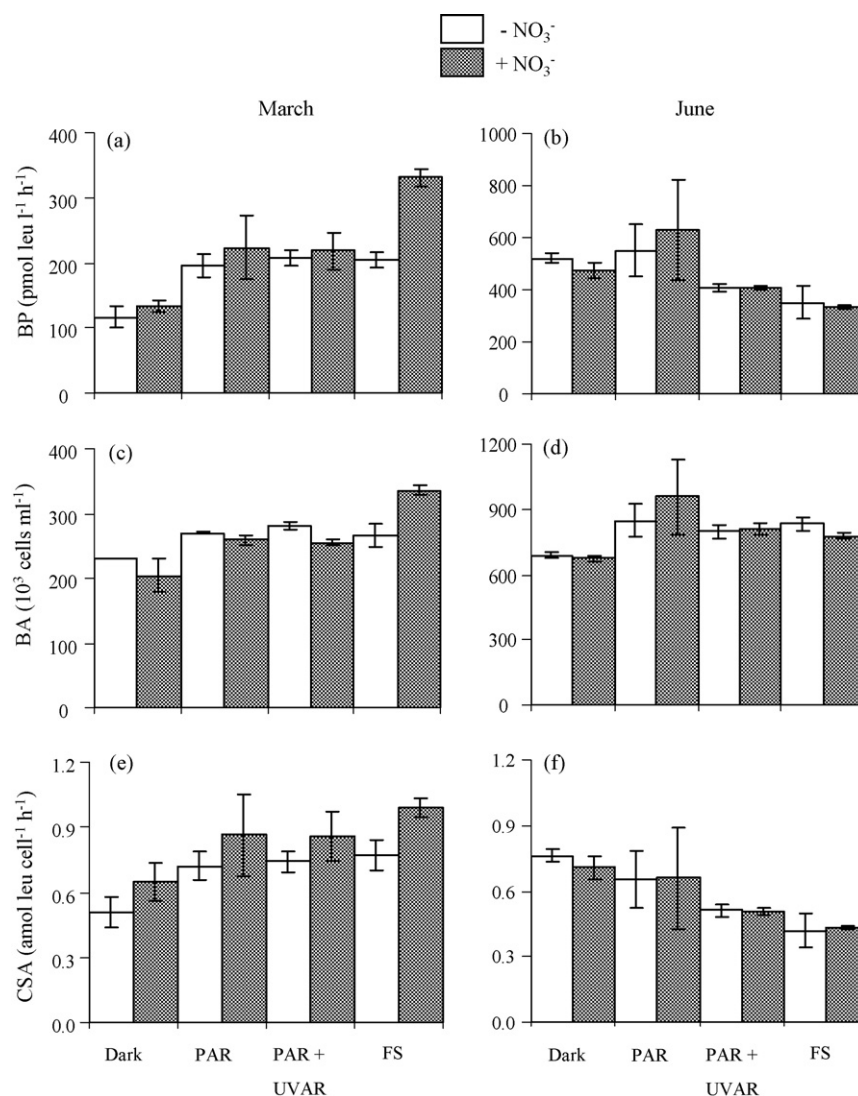 - NO₃⁻
+ NO₃⁻
March
June
(a)
BP (pmol leu l⁻¹ h⁻¹)
400
300
200
100
0
(b)
1000
800
600
400
200
0
(c)
BA (10³ cells ml⁻¹)
400
300
200
100
0
(d)
1200
900
600
300
0
(e)
CSA (amol leu cell⁻¹ h⁻¹)
1.2
0.9
0.6
0.3
0.0
(f)
1.2
0.9
0.6
0.3
0.0
Dark PAR PAR + FS
UVAR
Dark PAR PAR + FS
UVAR